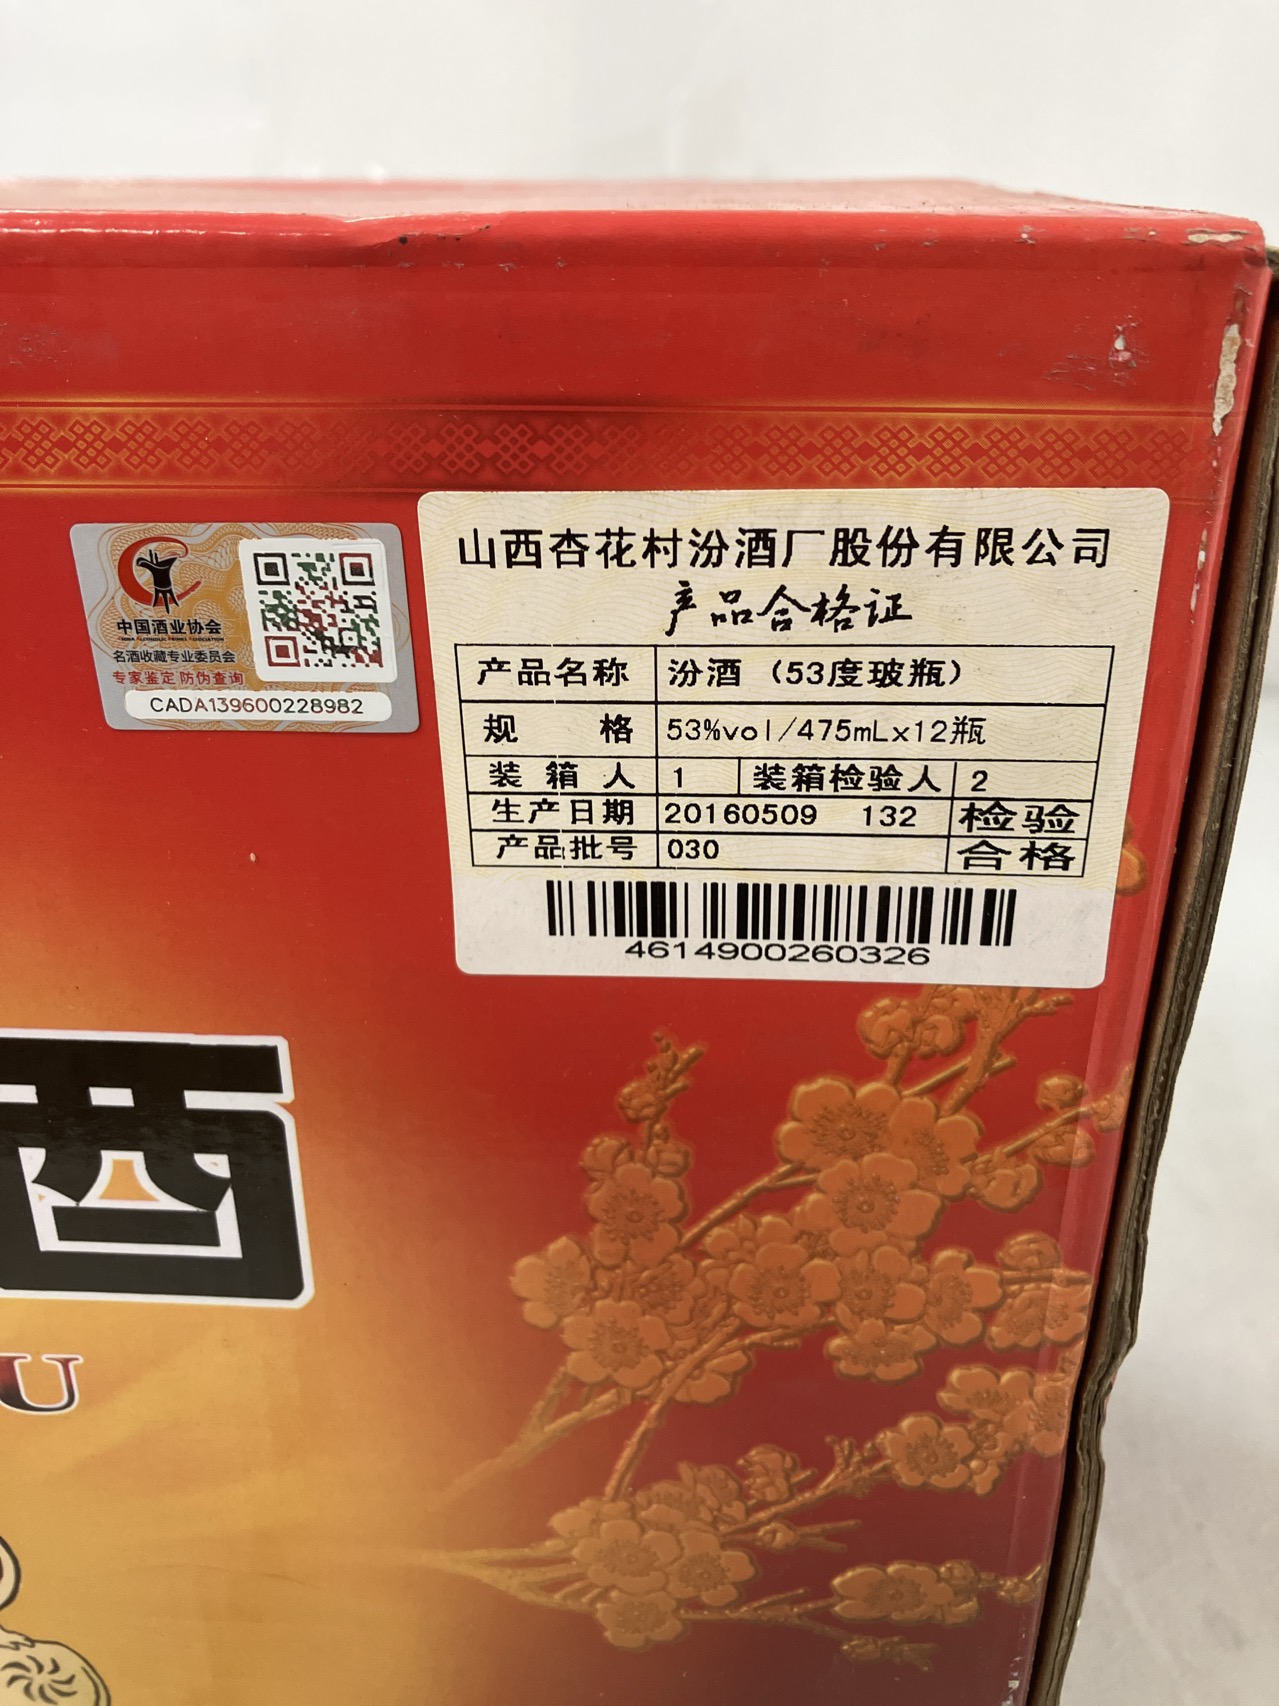 山西杏花村汾酒厂股份有限公司
产品合格证
产品名称 汾酒（53度玻瓶）
规 格 53%vol/475mLx12瓶
装箱人 1 装箱检验人 2
生产日期 20160509 132 检验
产品批号 030 合格
4614900260326
中国酒业协会
CHINA ALCOHOLIC DRINKS ASSOCIATION
名酒收藏专业委员会
专家鉴定 防伪查询
CADA139600228982
U